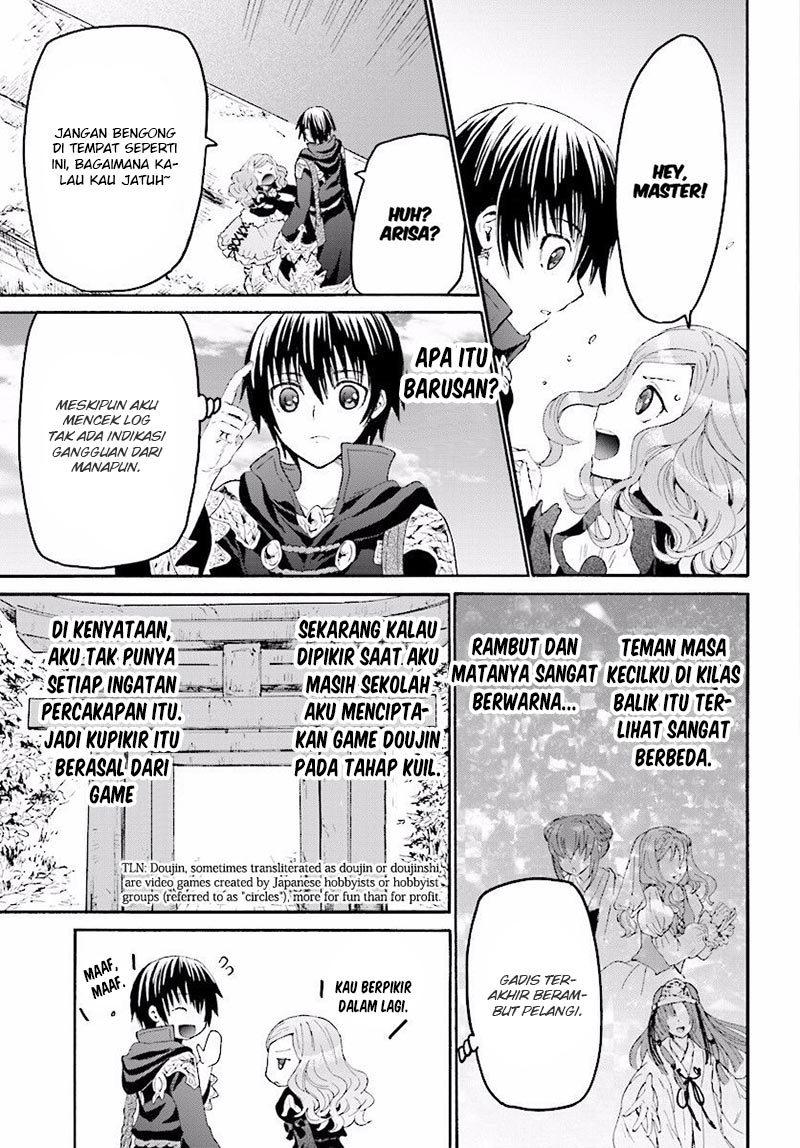 HEY,
MASTER!
HUH?
ARISA?
JANGAN BENGONG
DI TEMPAT SEPERTI
INI, BAGAIMANA KA-
LAU KAU JATUH~
APA ITU
BARUSAN?
MESKIPUN AKU
MENCEK LOG
TAK ADA INDIKASI
GANGGUAN DARI
MANAPUN.
TEMAN MASA
KECILKU DI KILAS
BALIK ITU TER-
LIHAT SANGAT
BERBEDA.
RAMBUT DAN
MATANYA SANGAT
BERWARNA...
GADIS TER-
AKHIR BERAM-
BUT PELANGI.
SEKARANG KALAU
DIPIKIR SAAT AKU
MASIH SEKOLAH
AKU MENCIPTA-
KAN GAME DOUJIN
PADA TAHAP KUIL.
DI KENYATAAN,
AKU TAK PUNYA
SETIAP INGATAN
PERCAKAPAN ITU.
JADI KUPIKIR ITU
BERASAL DARI
GAME
TLN: Doujin, sometimes transliterated as doujin or doujinshi,
are video games created by Japanese hobbyists or hobbyist
groups (referred to as "circles"), more for fun than for profit.
KAU BERPIKIR
DALAM LAGI.
MAAF,
MAAF.